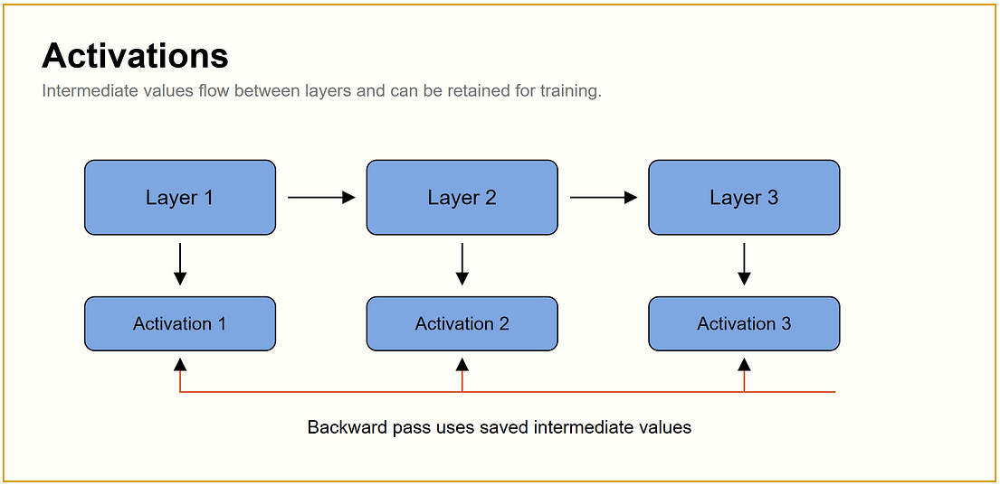 Activations
Intermediate values flow between layers and can be retained for training.
Layer 1
Layer 2
Layer 3
Activation 1
Activation 2
Activation 3
Backward pass uses saved intermediate values